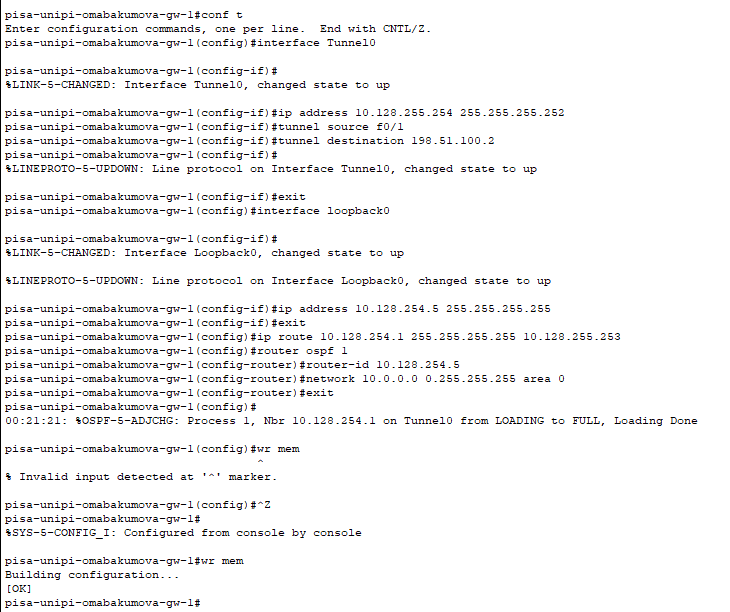 pisa-unipi-omabakumova-gw-1#conf t
Enter configuration commands, one per line.  End with CNTL/Z.
pisa-unipi-omabakumova-gw-1(config)#interface Tunnel0
pisa-unipi-omabakumova-gw-1(config-if)#
%LINK-5-CHANGED: Interface Tunnel0, changed state to up
pisa-unipi-omabakumova-gw-1(config-if)#ip address 10.128.255.254 255.255.255.252
pisa-unipi-omabakumova-gw-1(config-if)#tunnel source f0/1
pisa-unipi-omabakumova-gw-1(config-if)#tunnel destination 198.51.100.2
pisa-unipi-omabakumova-gw-1(config-if)#
%LINEPROTO-5-UPDOWN: Line protocol on Interface Tunnel0, changed state to up
pisa-unipi-omabakumova-gw-1(config-if)#exit
pisa-unipi-omabakumova-gw-1(config)#interface loopback0
pisa-unipi-omabakumova-gw-1(config-if)#
%LINK-5-CHANGED: Interface Loopback0, changed state to up
%LINEPROTO-5-UPDOWN: Line protocol on Interface Loopback0, changed state to up
pisa-unipi-omabakumova-gw-1(config-if)#ip address 10.128.254.5 255.255.255.255
pisa-unipi-omabakumova-gw-1(config-if)#exit
pisa-unipi-omabakumova-gw-1(config)#ip route 10.128.254.1 255.255.255.255 10.128.255.253
pisa-unipi-omabakumova-gw-1(config)#router ospf 1
pisa-unipi-omabakumova-gw-1(config-router)#router-id 10.128.254.5
pisa-unipi-omabakumova-gw-1(config-router)#network 10.0.0.0 0.255.255.255 area 0
pisa-unipi-omabakumova-gw-1(config-router)#exit
pisa-unipi-omabakumova-gw-1(config)#
00:21:21: %OSPF-5-ADJCHG: Process 1, Nbr 10.128.254.1 on Tunnel0 from LOADING to FULL, Loading Done
pisa-unipi-omabakumova-gw-1(config)#wr mem
^
% Invalid input detected at '^' marker.
pisa-unipi-omabakumova-gw-1(config)#^Z
pisa-unipi-omabakumova-gw-1#
%SYS-5-CONFIG_I: Configured from console by console
pisa-unipi-omabakumova-gw-1#wr mem
Building configuration...
[OK]
pisa-unipi-omabakumova-gw-1#